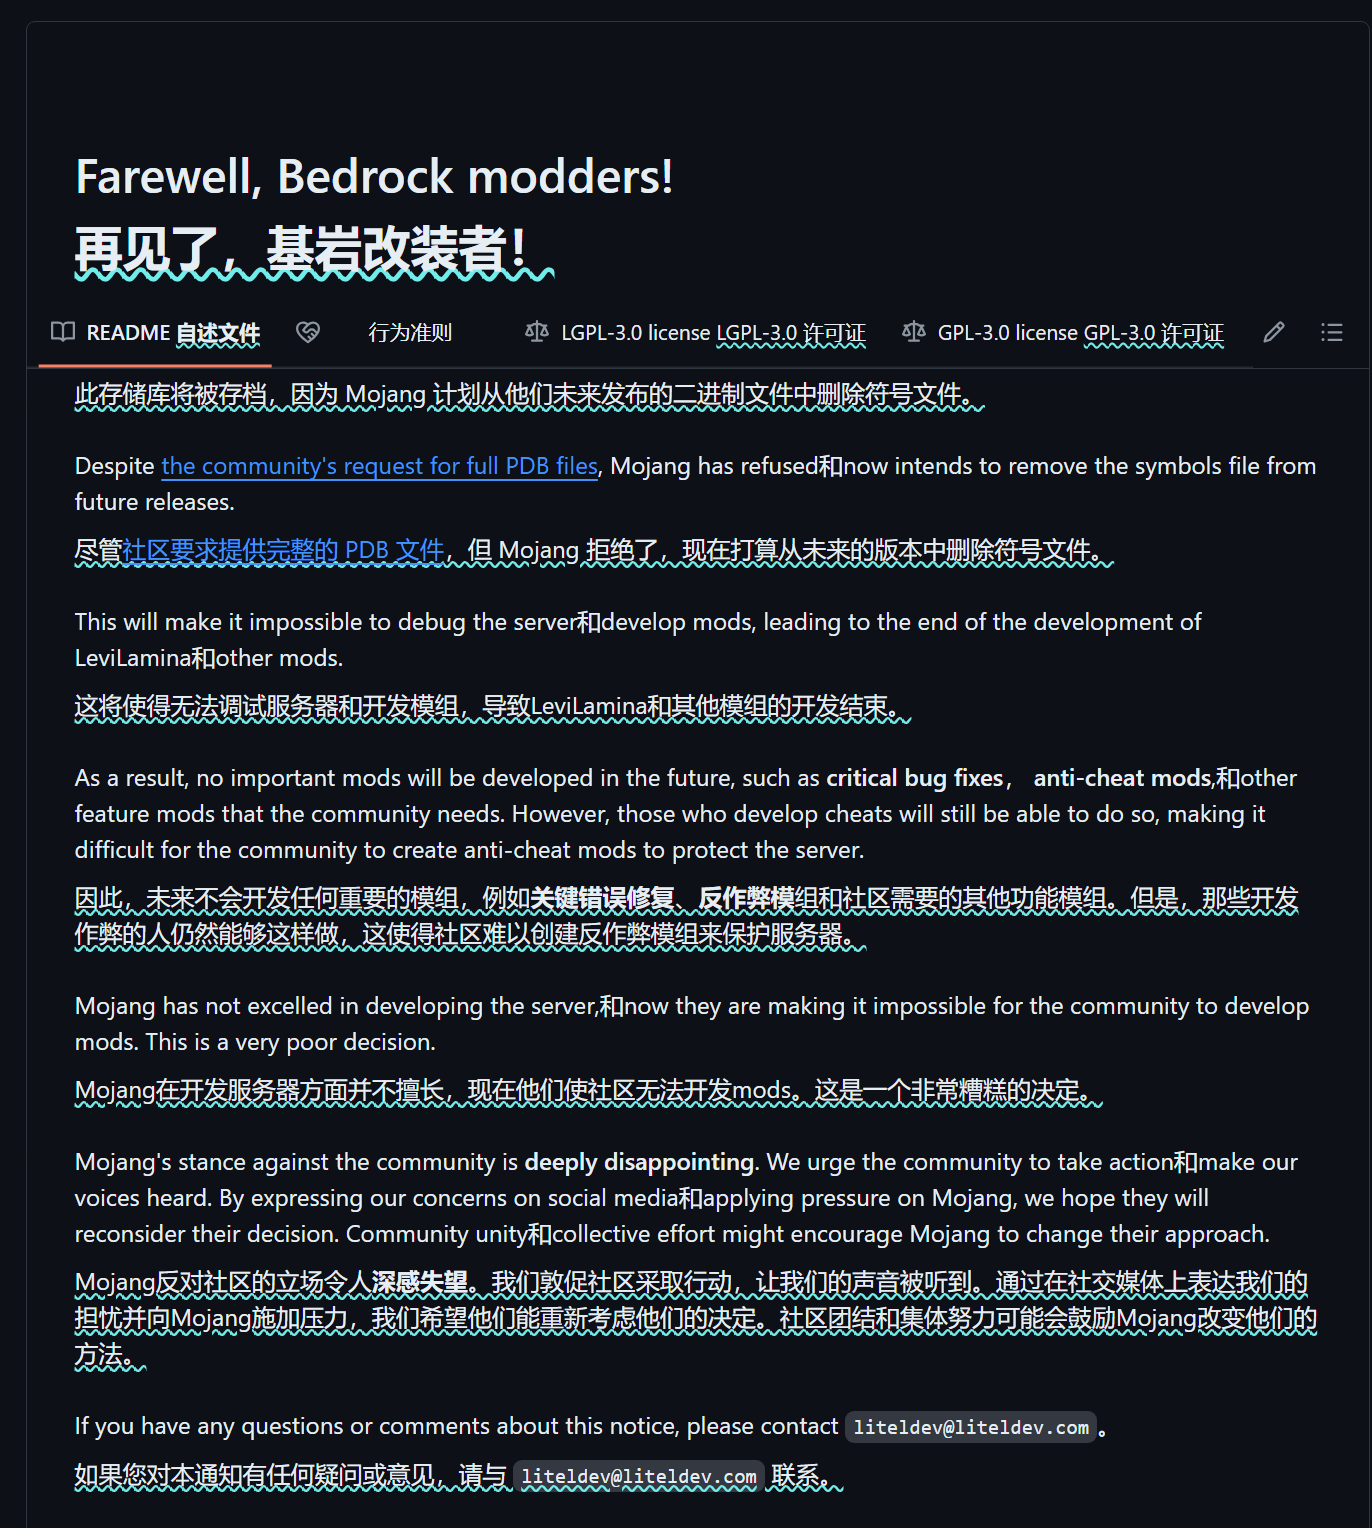 Farewell, Bedrock modders!
再见了，基岩改装者！
README 自述文件 行为准则 LGPL-3.0 license LGPL-3.0 许可证 GPL-3.0 license GPL-3.0 许可证
此存储库将被存档，因为 Mojang 计划从他们未来发布的二进制文件中删除符号文件。
Despite the community's request for full PDB files, Mojang has refused和now intends to remove the symbols file from
future releases.
尽管社区要求提供完整的 PDB 文件，但 Mojang 拒绝了，现在打算从未来的版本中删除符号文件。
This will make it impossible to debug the server和develop mods, leading to the end of the development of
LeviLamina和other mods.
这将使得无法调试服务器和开发模组，导致LeviLamina和其他模组的开发结束。
As a result, no important mods will be developed in the future, such as critical bug fixes， anti-cheat mods,和other
feature mods that the community needs. However, those who develop cheats will still be able to do so, making it
difficult for the community to create anti-cheat mods to protect the server.
因此，未来不会开发任何重要的模组，例如关键错误修复、反作弊模组和社区需要的其他功能模组。但是，那些开发
作弊的人仍然能够这样做，这使得社区难以创建反作弊模组来保护服务器。
Mojang has not excelled in developing the server,和now they are making it impossible for the community to develop
mods. This is a very poor decision.
Mojang在开发服务器方面并不擅长，现在他们使社区无法开发mods。这是一个非常糟糕的决定。
Mojang's stance against the community is deeply disappointing. We urge the community to take action和make our
voices heard. By expressing our concerns on social media和applying pressure on Mojang, we hope they will
reconsider their decision. Community unity和collective effort might encourage Mojang to change their approach.
Mojang反对社区的立场令人深感失望。我们敦促社区采取行动，让我们的声音被听到。通过在社交媒体上表达我们的
担忧并向Mojang施加压力，我们希望他们能重新考虑他们的决定。社区团结和集体努力可能会鼓励Mojang改变他们的
方法。
If you have any questions or comments about this notice, please contact liteldev@liteldev.com。
如果您对本通知有任何疑问或意见，请与 liteldev@liteldev.com 联系。